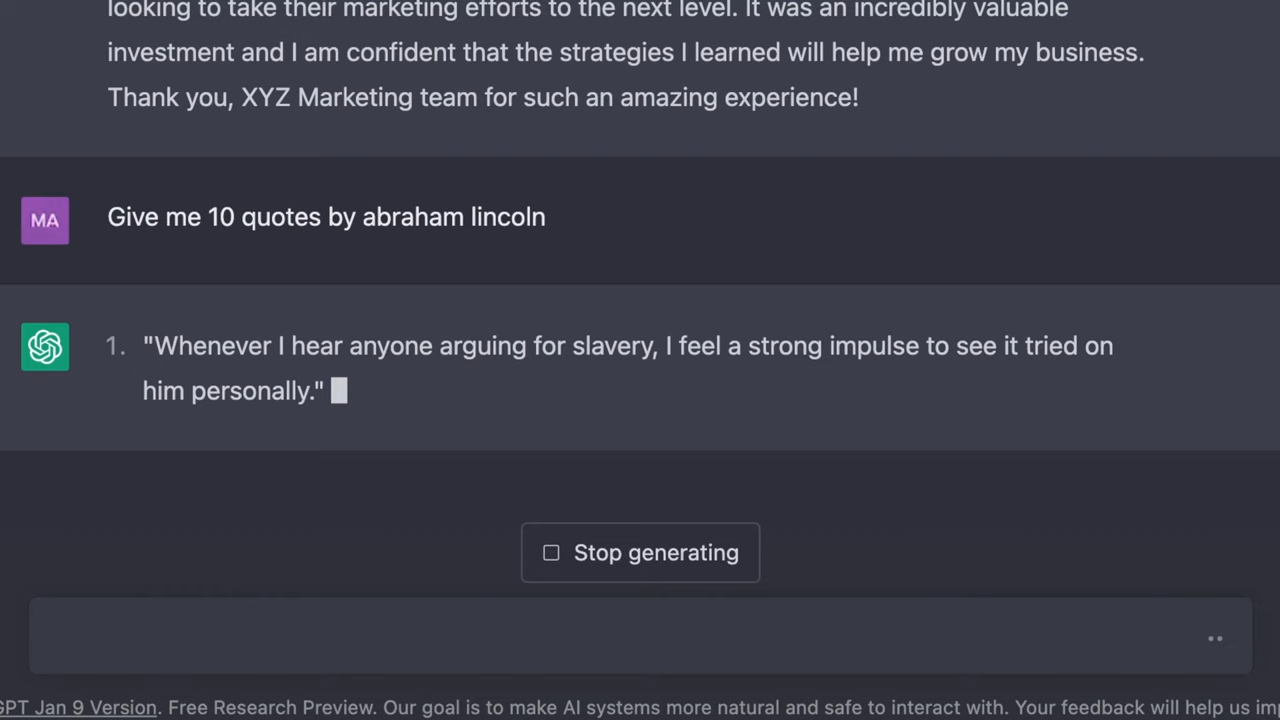 looking to take their marketing efforts to the next level. It was an incredibly valuable
investment and I am confident that the strategies I learned will help me grow my business.
Thank you, XYZ Marketing team for such an amazing experience!
MA
Give me 10 quotes by abraham lincoln
1. "Whenever I hear anyone arguing for slavery, I feel a strong impulse to see it tried on
him personally."
Stop generating
GPT Jan 9 Version. Free Research Preview. Our goal is to make AI systems more natural and safe to interact with. Your feedback will help us